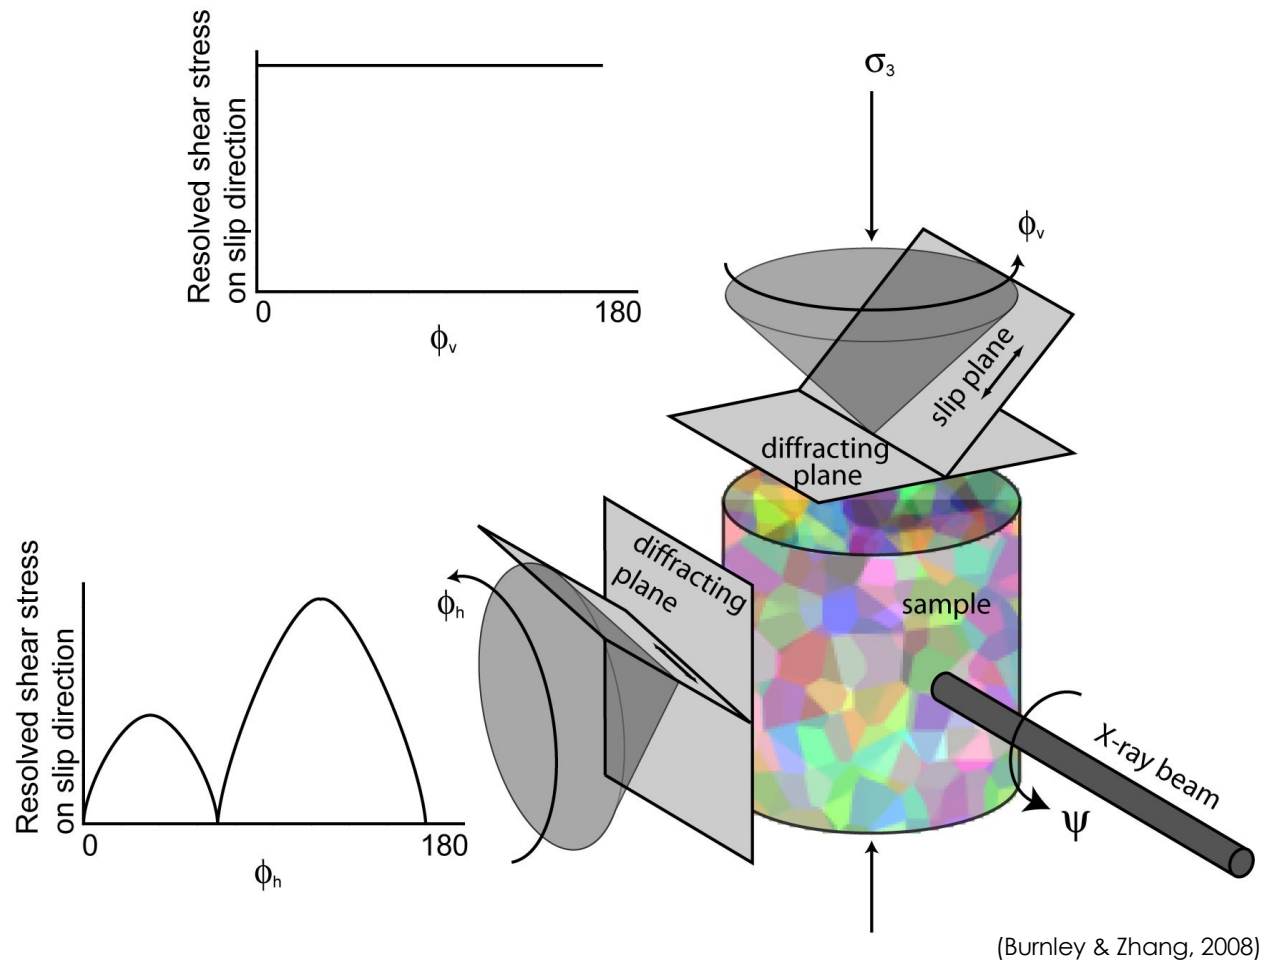 Resolved shear stress
on slip direction
0
180
ϕv
σ3
ϕv
slip plane
diffracting
plane
diffracting
plane
ϕh
sample
X-ray beam
ψ
Resolved shear stress
on slip direction
0
180
ϕh
(Burnley & Zhang, 2008)